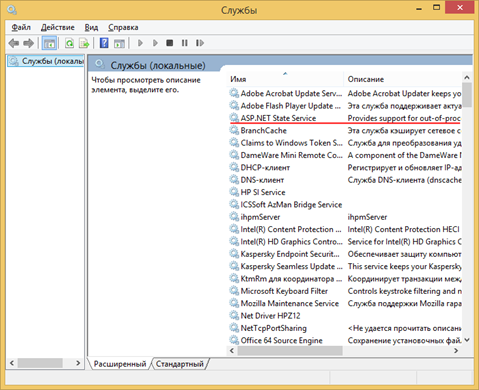 Службы
Файл Действие Вид Справка
Службы (локальн
Службы (локальные)
Чтобы просмотреть описание
элемента, выделите его.
Имя Описание
Adobe Acrobat Update Serv... Adobe Acrobat Updater keeps yo
Adobe Flash Player Update ... Эта служба поддерживает актуа
ASP.NET State Service Provides support for out-of-proc
BranchCache Эта служба кэширует сетевое с
Claims to Windows Token S... Служба для преобразования уд
DameWare Mini Remote Co... A component of the DameWare M
DHCP-клиент Регистрирует и обновляет IP-ад
DNS-клиент Служба DNS-клиента (dnscache
HP SI Service
ICSSoft AzMan Bridge Service
ihpmServer ihpmServer
Intel(R) Content Protection ... Intel(R) Content Protection HECI
Intel(R) HD Graphics Contro... Service for Intel(R) HD Graphics
Kaspersky Endpoint Securit... Обеспечивает защиту компьют
Kaspersky Seamless Update ... This service keeps your Kaspersk
KtmRm для координатора ... Координирует транзакции межд
Microsoft Keyboard Filter Controls keystroke filtering and n
Mozilla Maintenance Service Служба поддержки Mozilla гара
Net Driver HPZ12
NetTcpPortSharing <Не удается прочитать описани
Office 64 Source Engine Сохранение установочных фай.
Расширенный Стандартный